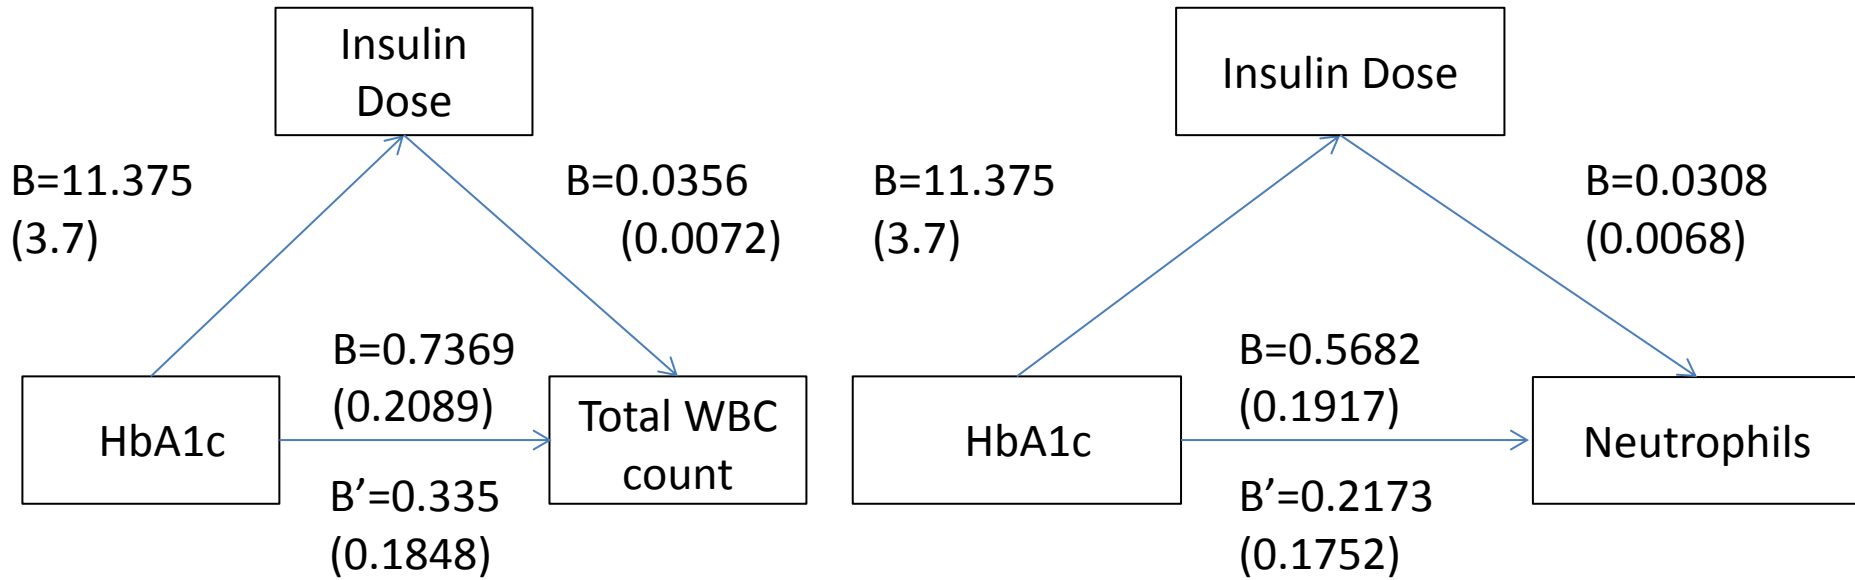 Insulin
Dose
B=11.375
(3.7)
B=0.0356
(0.0072)
B=0.7369
(0.2089)
HbA1c
Total WBC
count
B’=0.335
(0.1848)
Insulin Dose
B=11.375
(3.7)
B=0.0308
(0.0068)
B=0.5682
(0.1917)
HbA1c
Neutrophils
B’=0.2173
(0.1752)